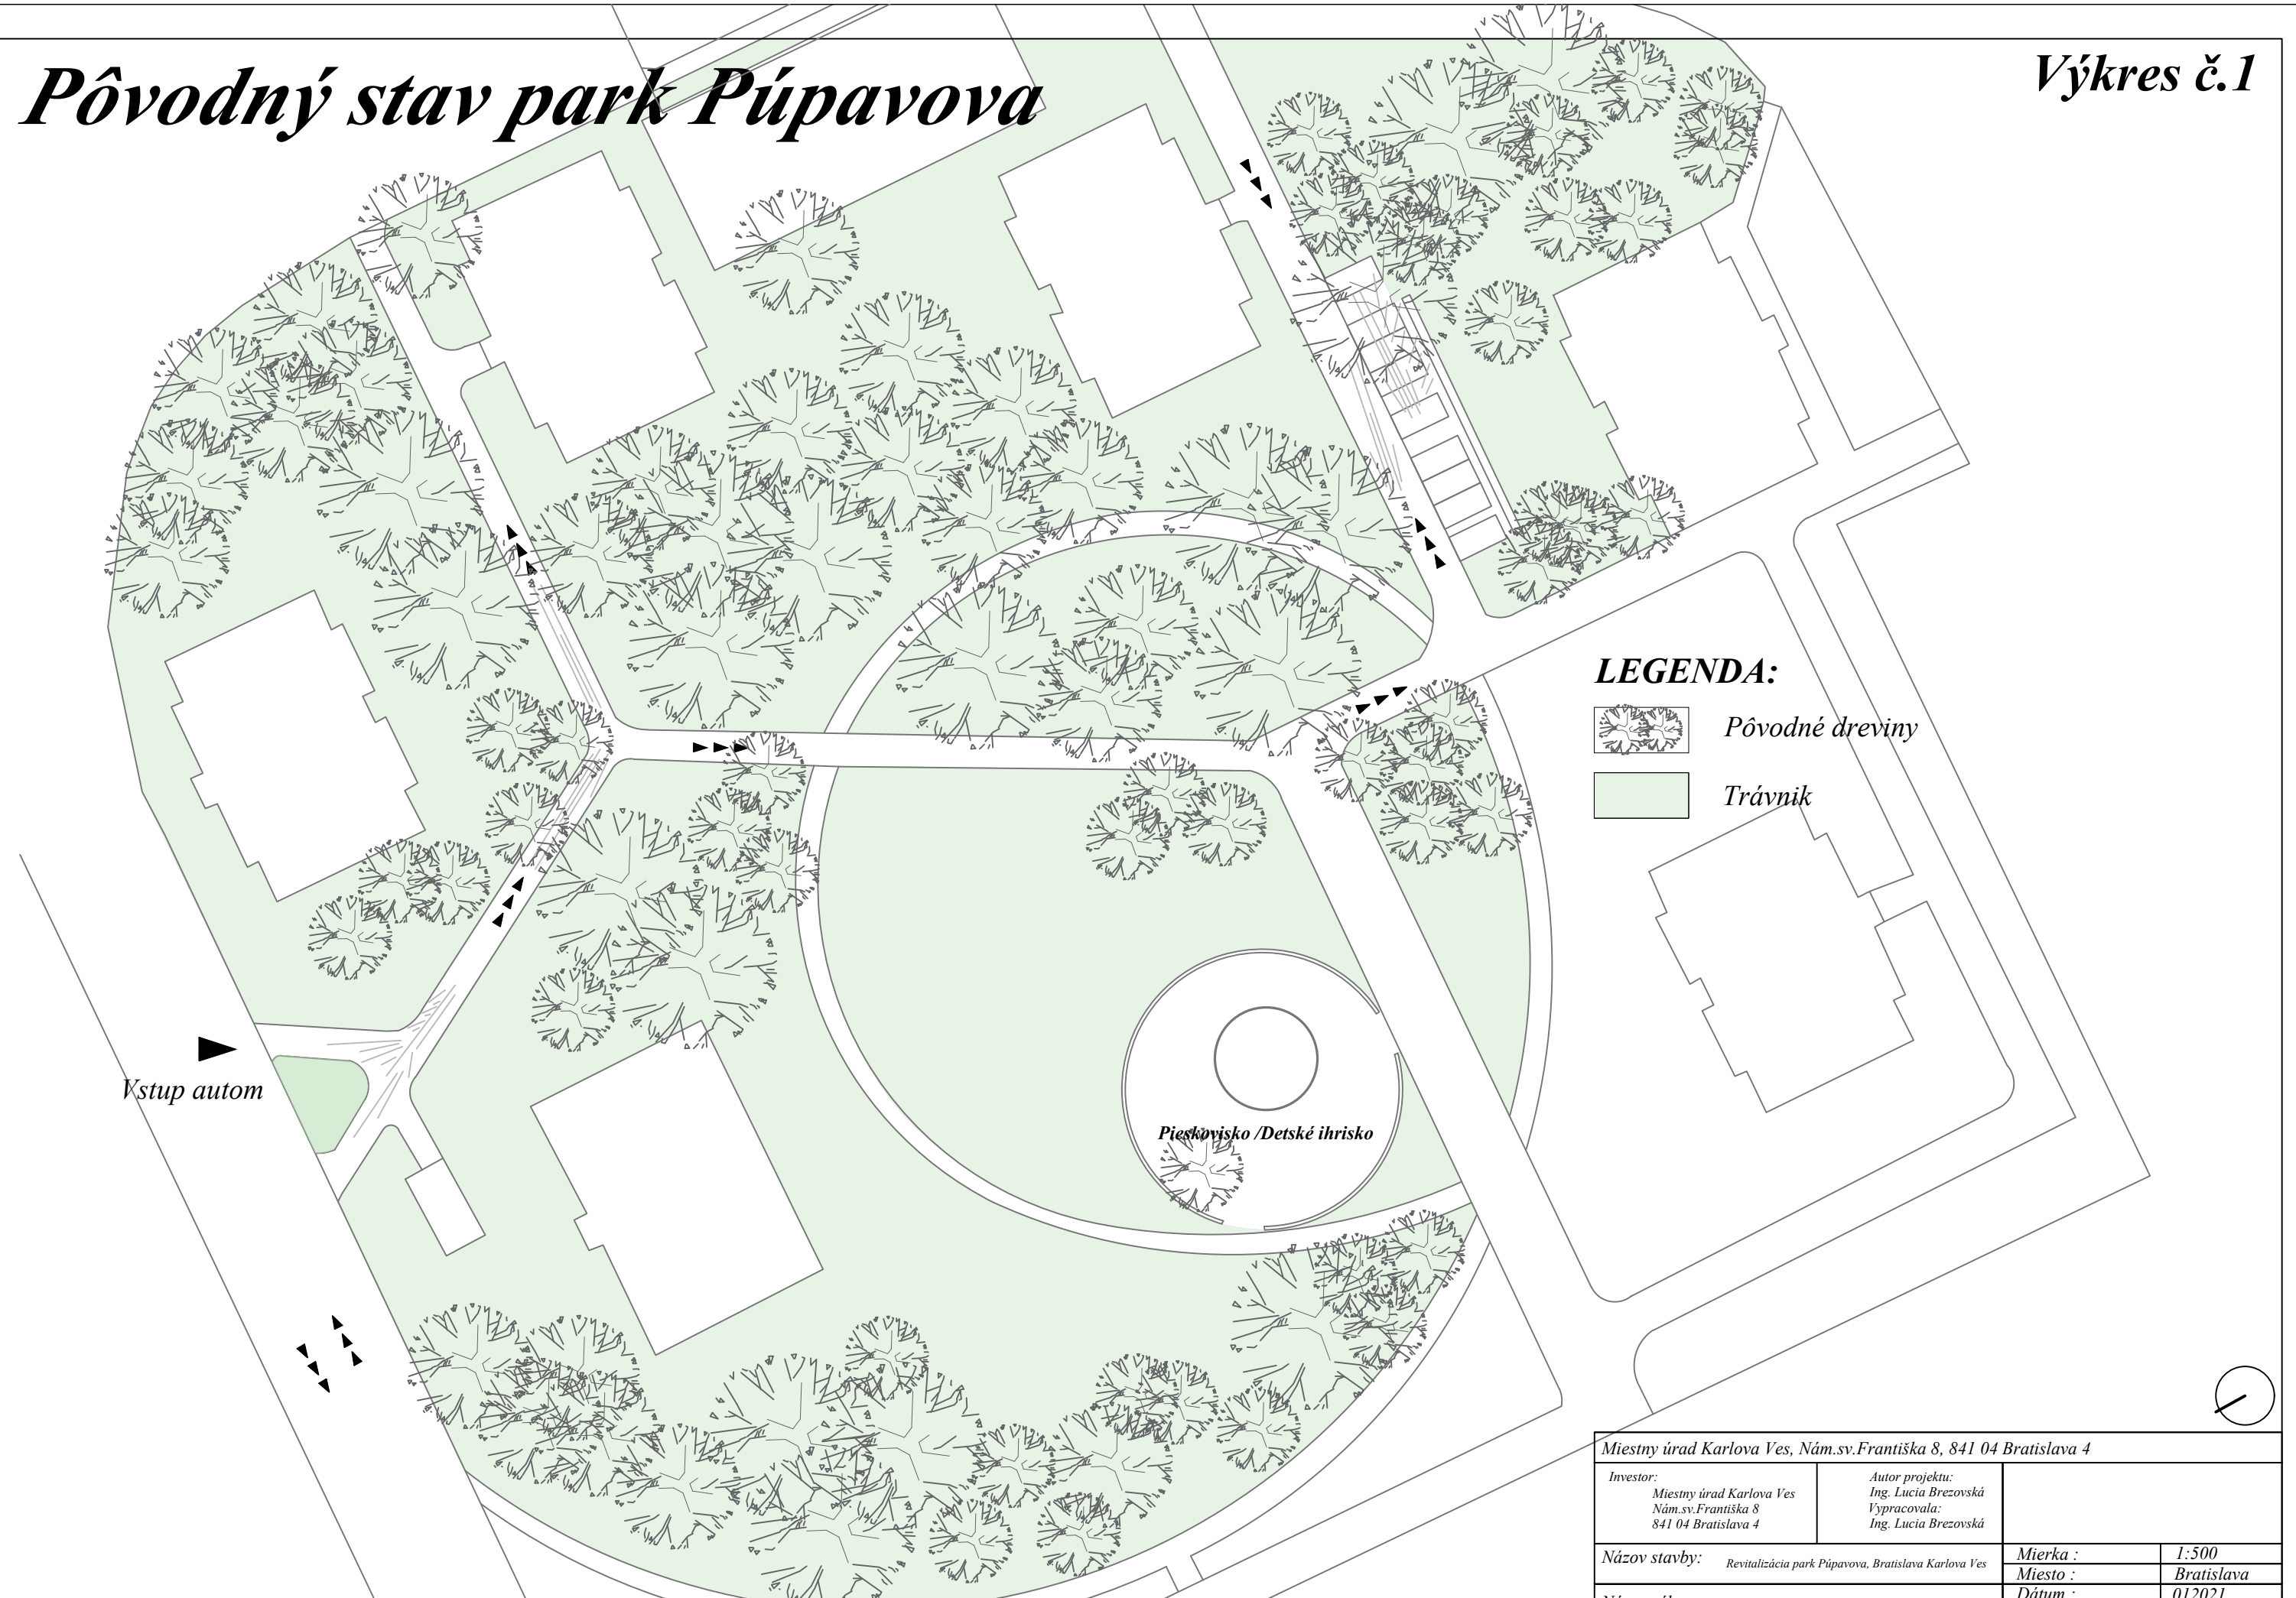 Pôvodný stav park Púpavova
Výkres č.1
LEGENDA:
Pôvodné dreviny
Trávnik
Vstup autom
Pieskovisko /Detské ihrisko
Miestny úrad Karlova Ves, Nám.sv.Františka 8, 841 04 Bratislava 4
Investor:
Miestny úrad Karlova Ves
Nám.sv.Františka 8
841 04 Bratislava 4
Autor projektu:
Ing. Lucia Brezovská
Vypracovala:
Ing. Lucia Brezovská
Názov stavby: Revitalizácia park Púpavova, Bratislava Karlova Ves
Mierka : 1:500
Miesto : Bratislava
Dátum : 012021